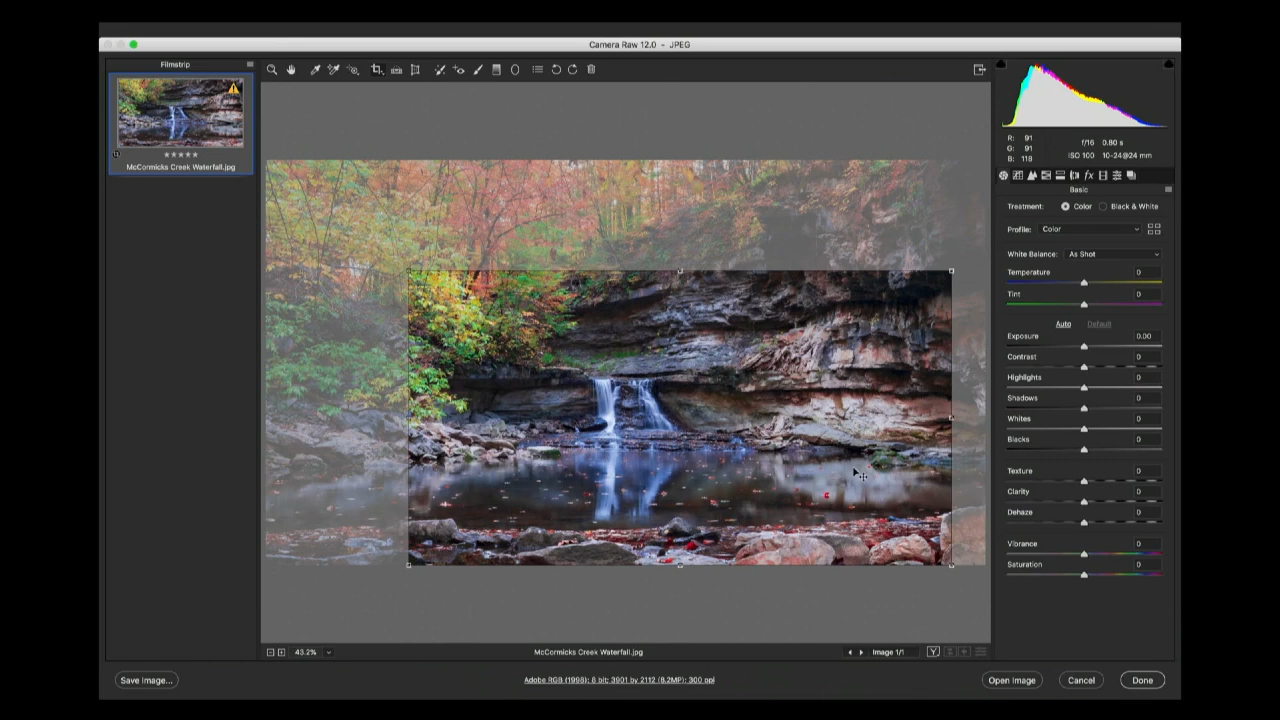 Camera Raw 12.0 - JPEG
Filmstrip
McCormicks Creek Waterfall.jpg
R: 91
G: 91
B: 118
f/16 0.80 s
ISO 100 10-24@24 mm
fx
Basic
Treatment: Color Black & White
Profile: Color
White Balance: As Shot
Temperature 0
Tint 0
Auto Default
Exposure 0.00
Contrast 0
Highlights 0
Shadows 0
Whites 0
Blacks 0
Texture 0
Clarity 0
Dehaze 0
Vibrance 0
Saturation 0
43.2% McCormicks Creek Waterfall.jpg Image 1/1 Y
Save Image... Adobe RGB (1998); 8 bit; 3901 by 2112 (8.2MP); 300 ppi Open Image Cancel Done